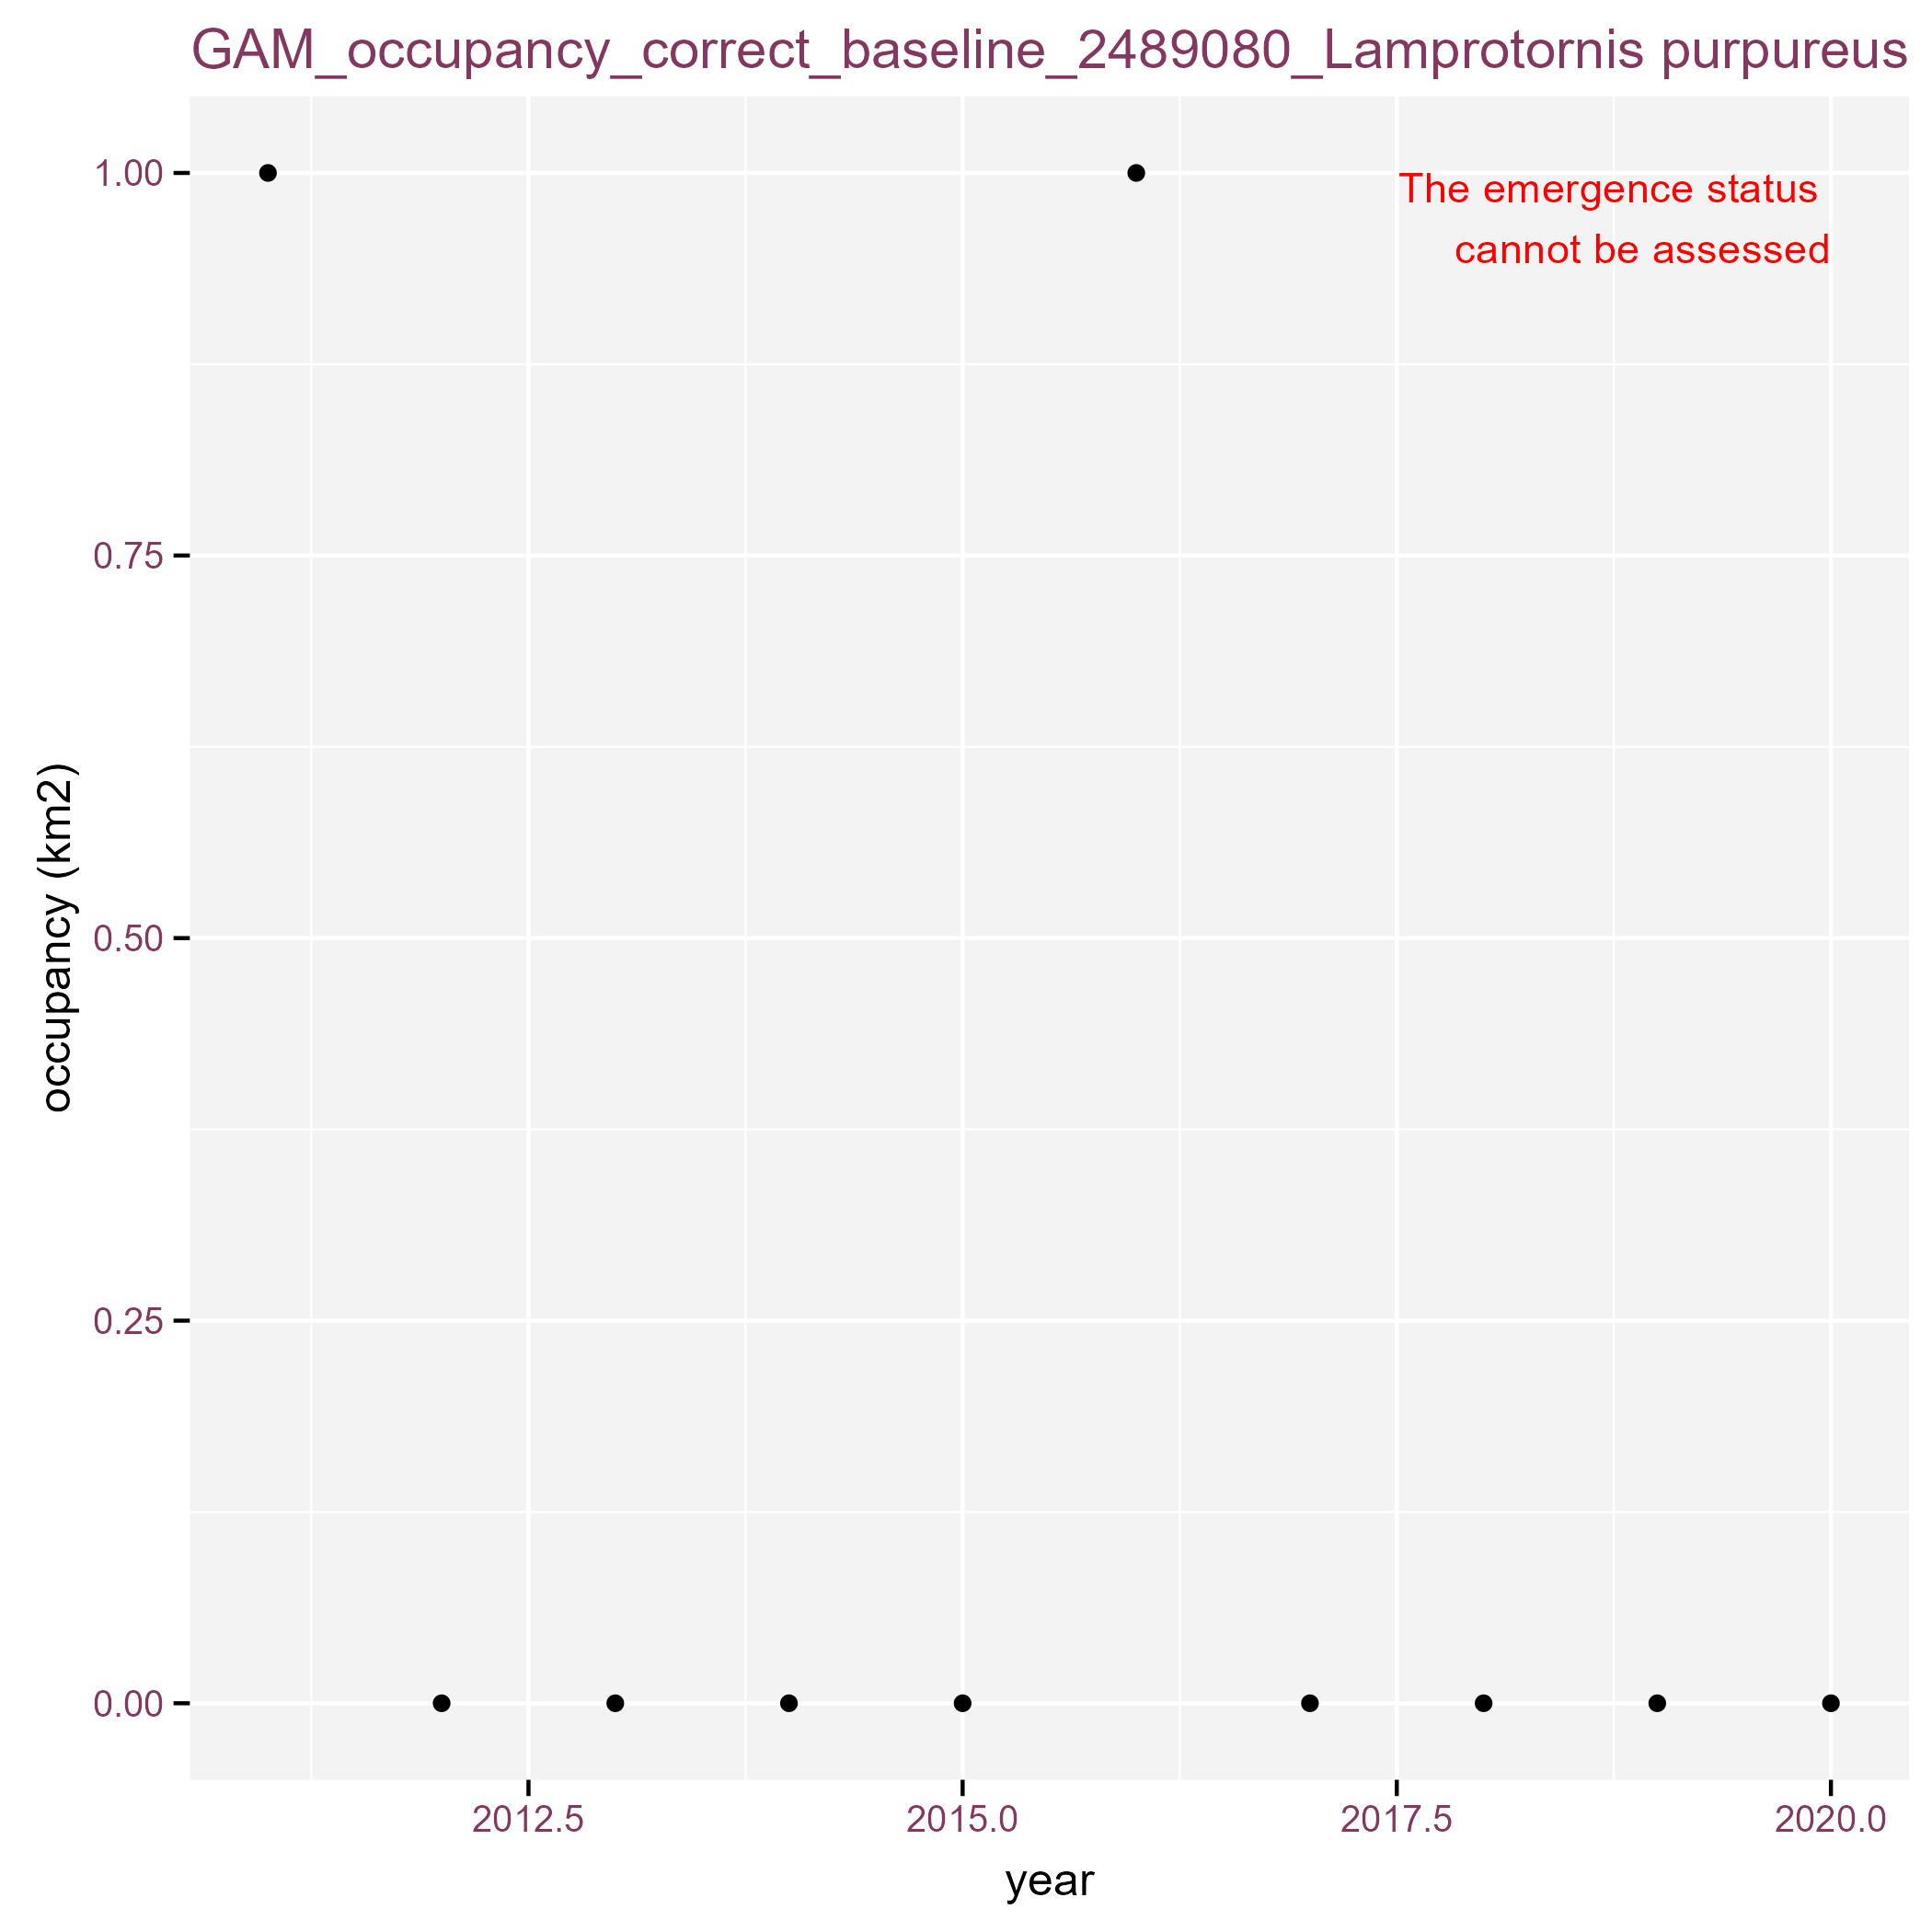 GAM_occupancy_correct_baseline_2489080_Lamprotornis purpureus
The emergence status
cannot be assessed
1.00
0.75
0.50
0.25
0.00
occupancy (km2)
2012.5
2015.0
2017.5
2020.0
year